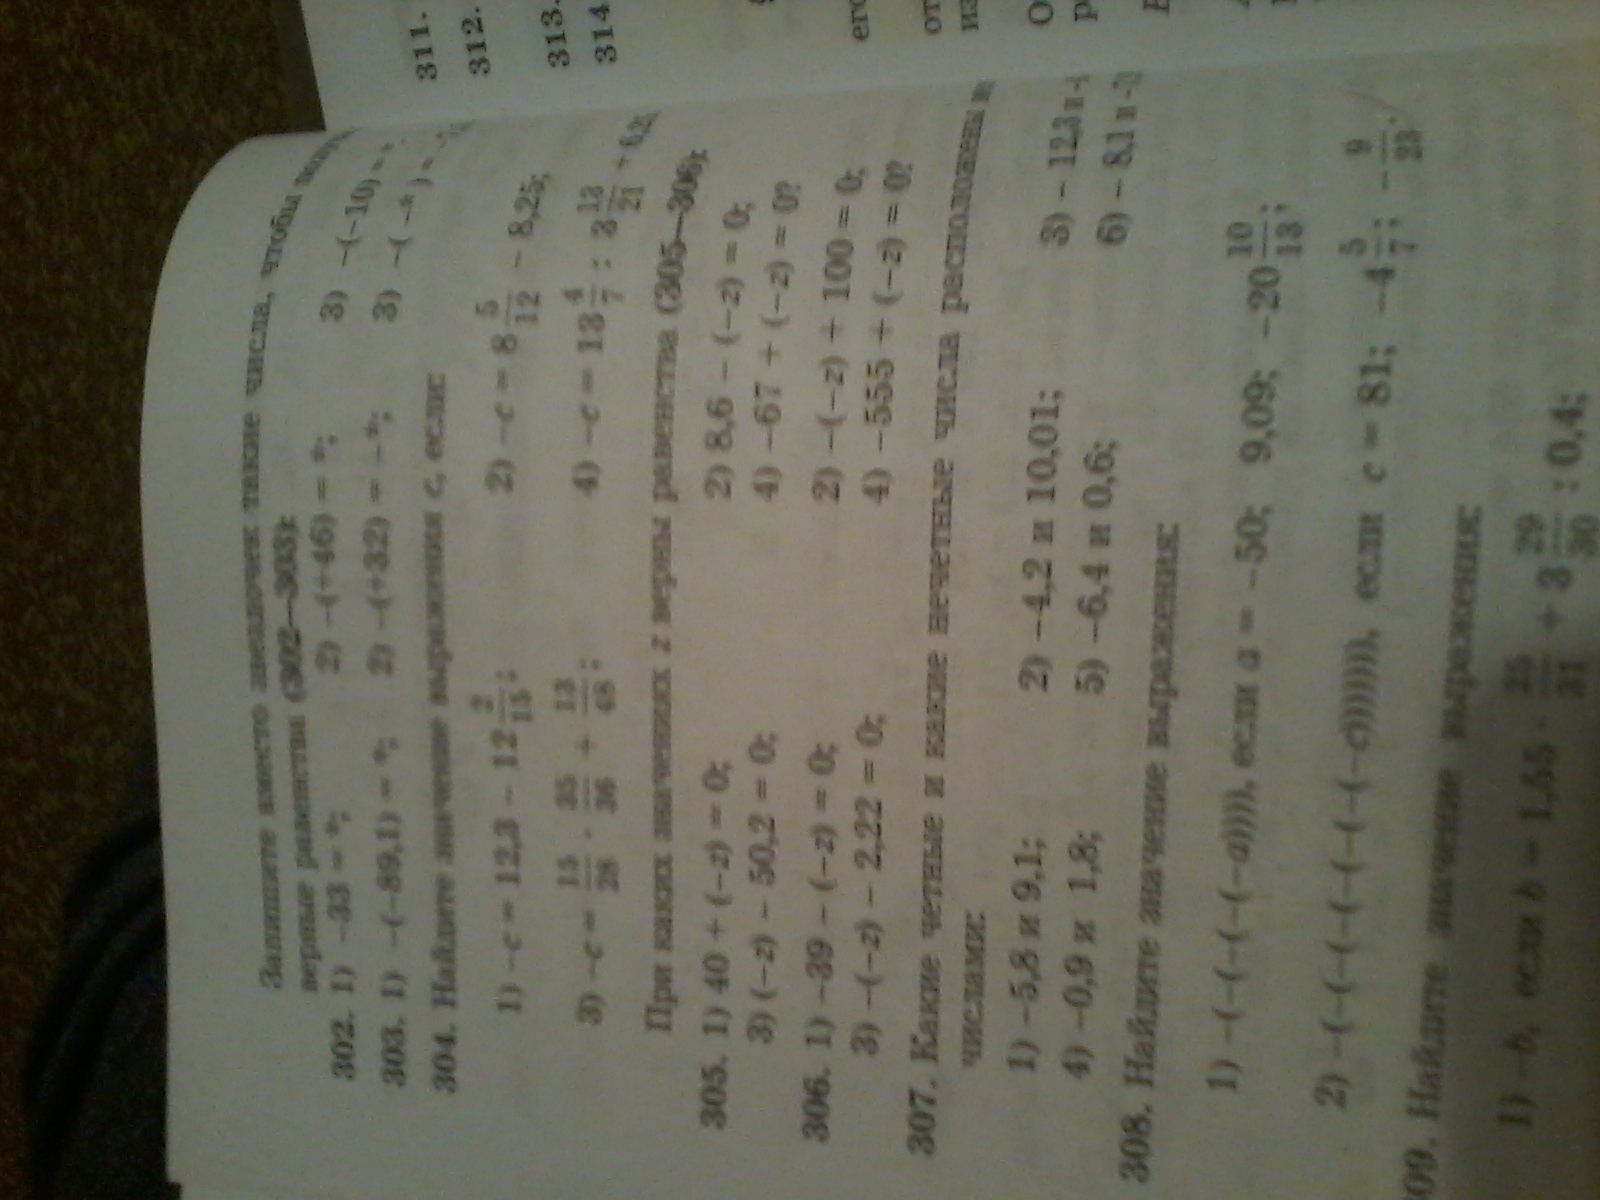 Запишите вместо звездочек такие числа, чтобы
верные равенства (302—303):
302. 1) -33 = *; 2) -(+46) = *; 3) -(-10) =
303. 1) -(-89,1) = *; 2) -(+32) = -*; 3) -(-*) =
304. Найдите значение выражения c, если:
1) -c = 12,3 - 12 2/15; 2) -c = 8 5/12 - 8,25;
3) -c = 15/28 · 35/36 + 13/48; 4) -c = 13 4/7 : 3 13/21 +
При каких значениях z верны равенства (305—306):
305. 1) 40 + (-z) = 0; 2) 8,6 - (-z) = 0;
3) (-z) - 50,2 = 0; 4) -67 + (-z) = 0?
306. 1) -39 - (-z) = 0; 2) -(-z) + 100 = 0;
3) -(-z) - 2,22 = 0; 4) -555 + (-z) = 0?
307. Какие четные и какие нечетные числа расположены
числами:
1) -5,8 и 9,1; 2) -4,2 и 10,01; 3) - 12,3 и -
4) -0,9 и 1,8; 5) -6,4 и 0,6; 6) - 8,1 и -
308. Найдите значение выражения:
1) -(-(-(-(-a)))), если a = -50; 9,09; -20 10/13;
2) -(-(-(-(-(-(-(-c))))))), если c = 81; -4 5/7; -9/23.
09. Найдите значение выражения:
1) -b, если b = 1,55 · 25/31 + 3 29/30 : 0,4;
311.
312.
313.
314
его
от
из
О